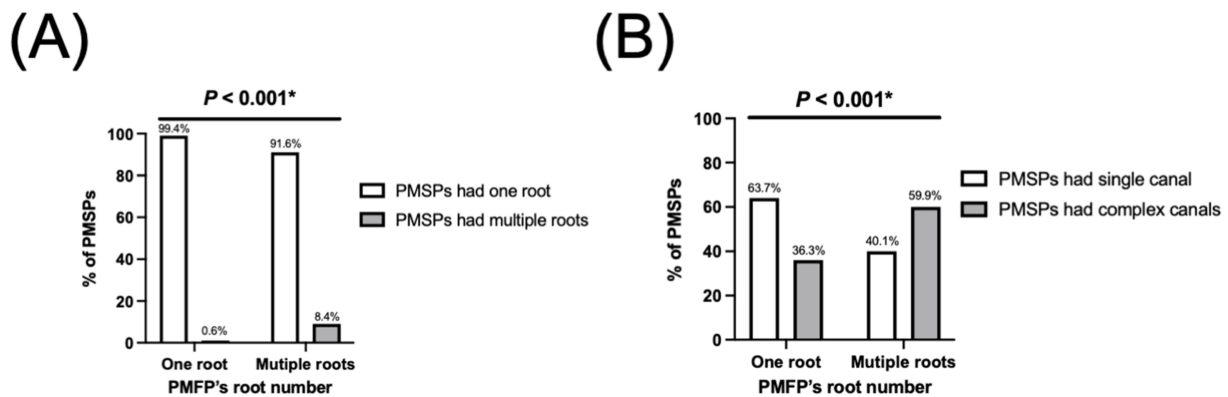 (A)
P < 0.001*
99.4%
91.6%
0.6%
8.4%
100
80
60
40
20
0
% of PMSPs
One root
Mutiple roots
PMFP's root number
PMSPs had one root
PMSPs had multiple roots
(B)
P < 0.001*
63.7%
36.3%
40.1%
59.9%
100
80
60
40
20
0
% of PMSPs
One root
Mutiple roots
PMFP's root number
PMSPs had single canal
PMSPs had complex canals